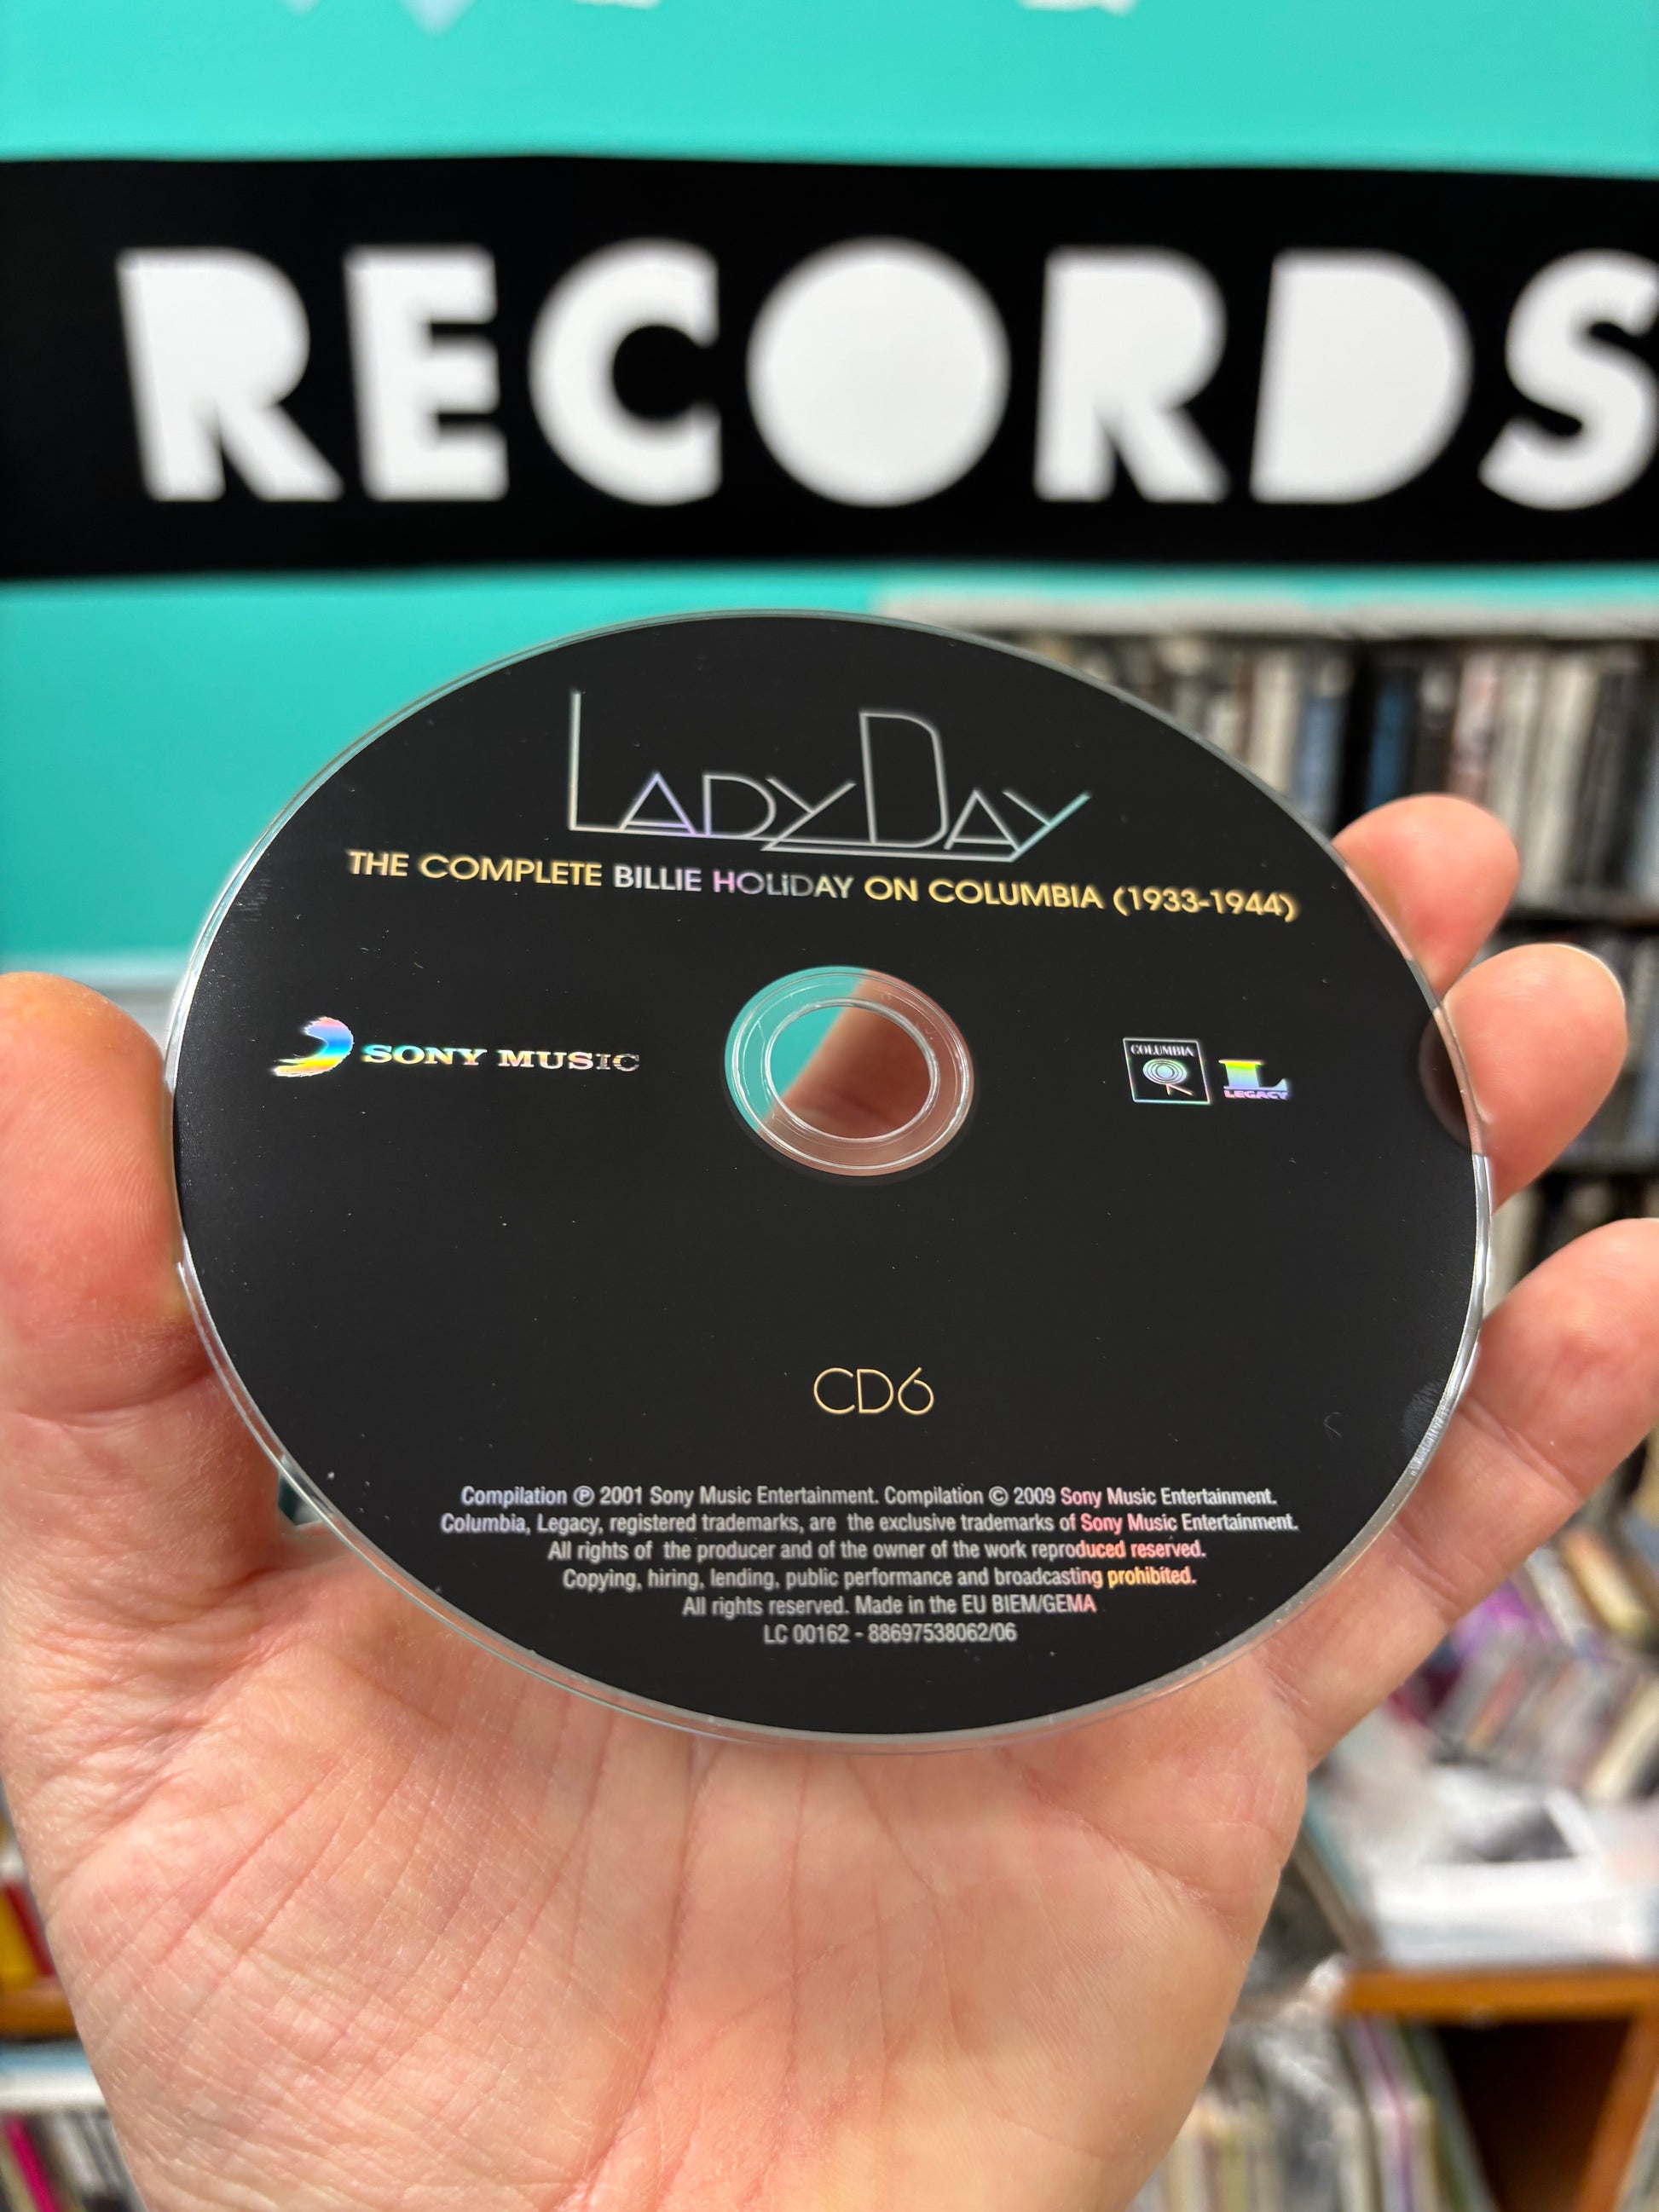 RECORDS
LADY DAY
THE COMPLETE BILLIE HOLIDAY ON COLUMBIA (1933-1944)
SONY MUSIC
COLUMBIA
L
LEGACY
CD6
Compilation ℗ 2001 Sony Music Entertainment. Compilation © 2009 Sony Music Entertainment.
Columbia, Legacy, registered trademarks, are the exclusive trademarks of Sony Music Entertainment.
All rights of the producer and of the owner of the work reproduced reserved.
Copying, hiring, lending, public performance and broadcasting prohibited.
All rights reserved. Made in the EU BIEM/GEMA
LC 00162 - 88697538062/06